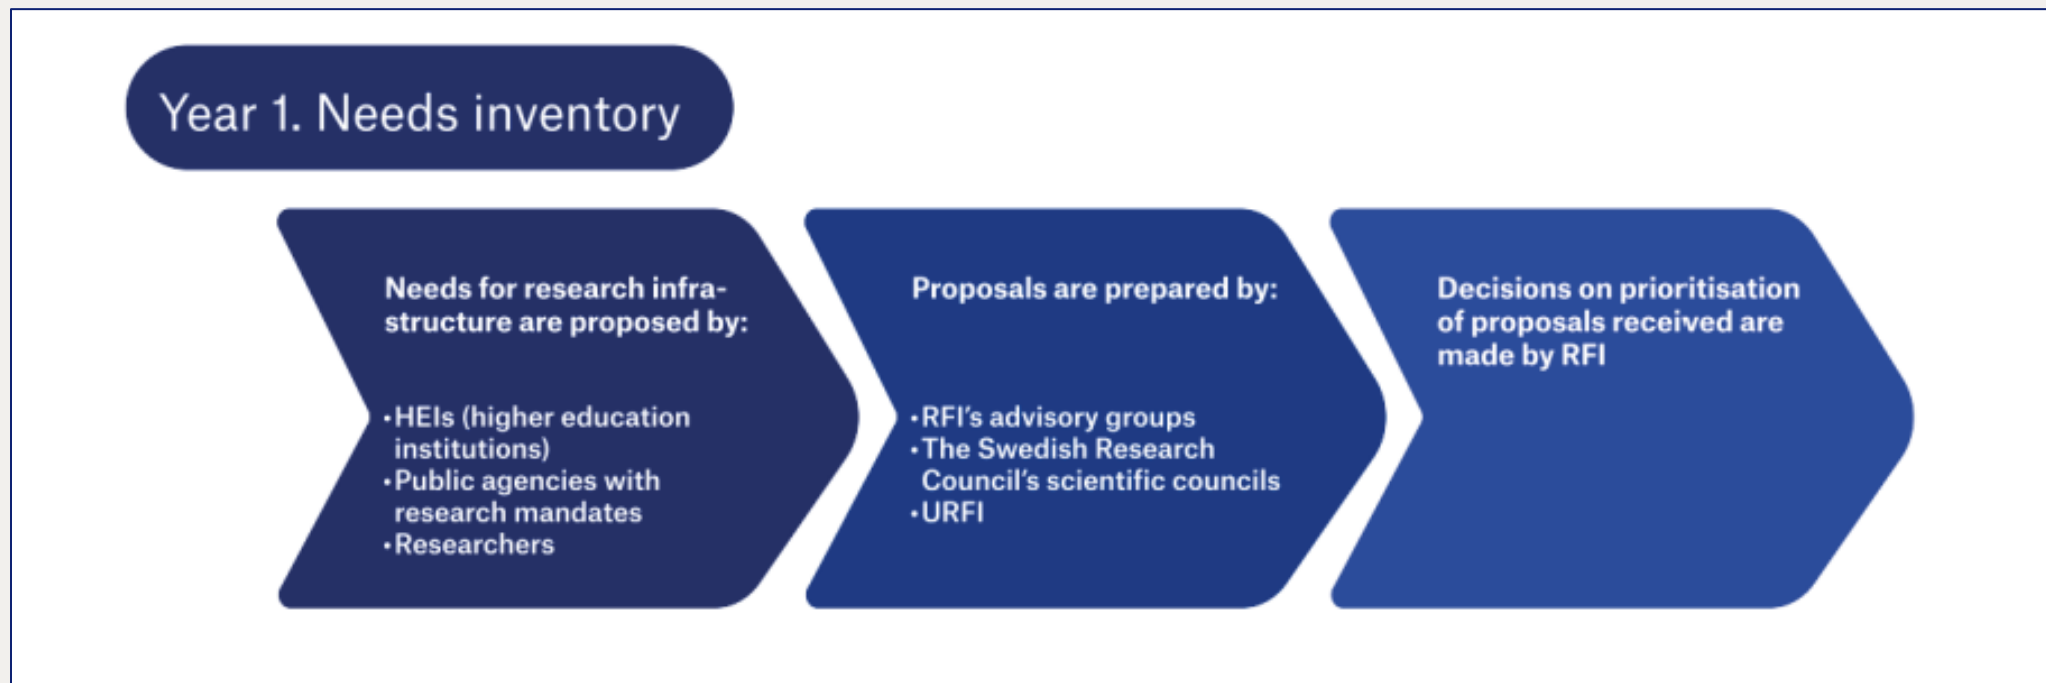 Year 1. Needs inventory
Needs for research infra-
structure are proposed by:
•HEIs (higher education
institutions)
•Public agencies with
research mandates
•Researchers
Proposals are prepared by:
•RFI’s advisory groups
•The Swedish Research
Council’s scientific councils
•URFI
Decisions on prioritisation
of proposals received are
made by RFI